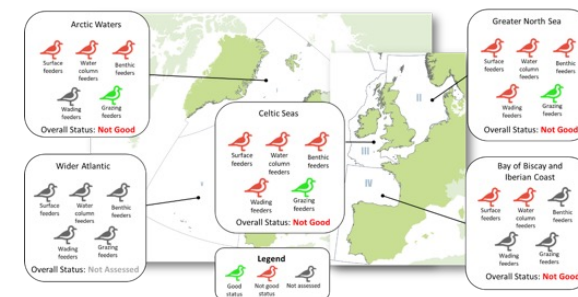 Arctic Waters
Surface feeders
Water column feeders
Benthic feeders
Wading feeders
Grazing feeders
Overall Status: Not Good
Greater North Sea
Surface feeders
Water column feeders
Benthic feeders
Wading feeders
Grazing feeders
Overall Status: Not Good
Celtic Seas
Surface feeders
Water column feeders
Benthic feeders
Wading feeders
Grazing feeders
Overall Status: Not Good
Wider Atlantic
Surface feeders
Water column feeders
Benthic feeders
Wading feeders
Grazing feeders
Overall Status: Not Assessed
Bay of Biscay and Iberian Coast
Surface feeders
Water column feeders
Benthic feeders
Wading feeders
Grazing feeders
Overall Status: Not Good
II
III
IV
Legend
Good status
Not good status
Not assessed